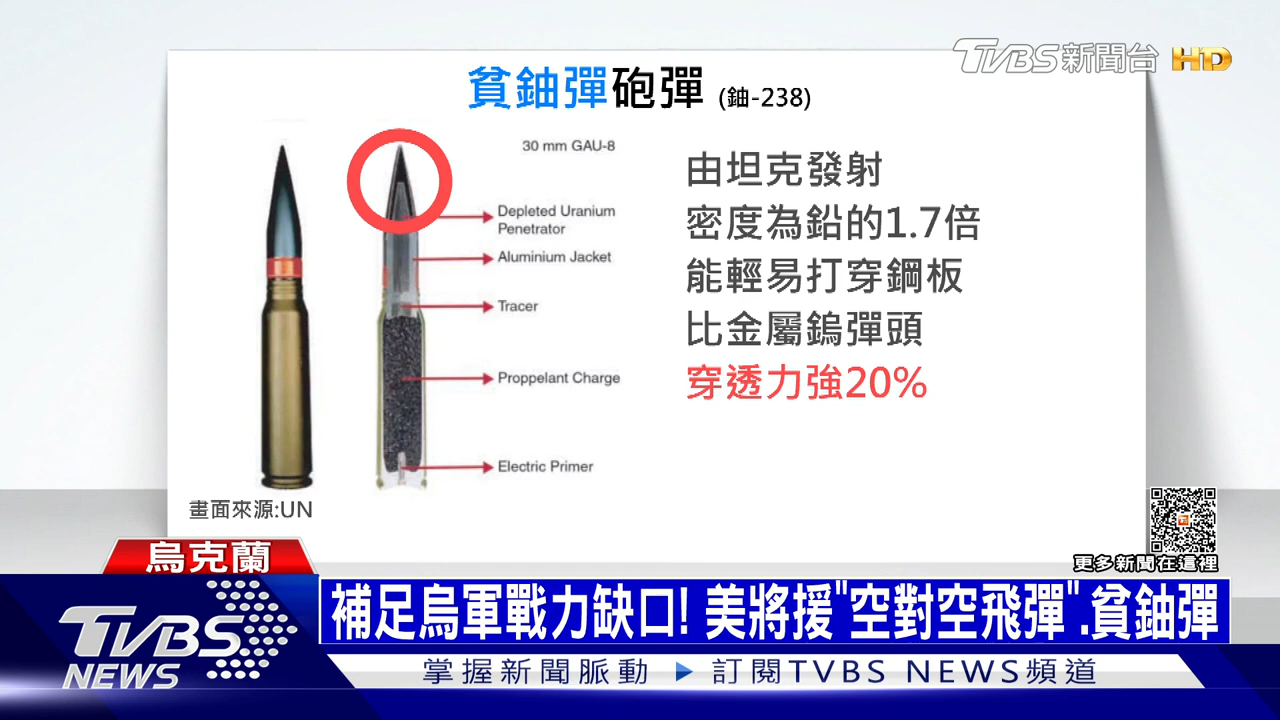 TVBS新聞台 HD
貧鈾彈砲彈 (鈾-238)
30 mm GAU-8
Depleted Uranium
Penetrator
Aluminium Jacket
Tracer
Proppelant Charge
Electric Primer
由坦克發射
密度為鉛的1.7倍
能輕易打穿鋼板
比金屬鎢彈頭
穿透力強20%
畫面來源:UN
更多新聞在這裡
烏克蘭
補足烏軍戰力缺口! 美將援"空對空飛彈".貧鈾彈
TVBS
NEWS
掌握新聞脈動 ▶ 訂閱TVBS NEWS頻道